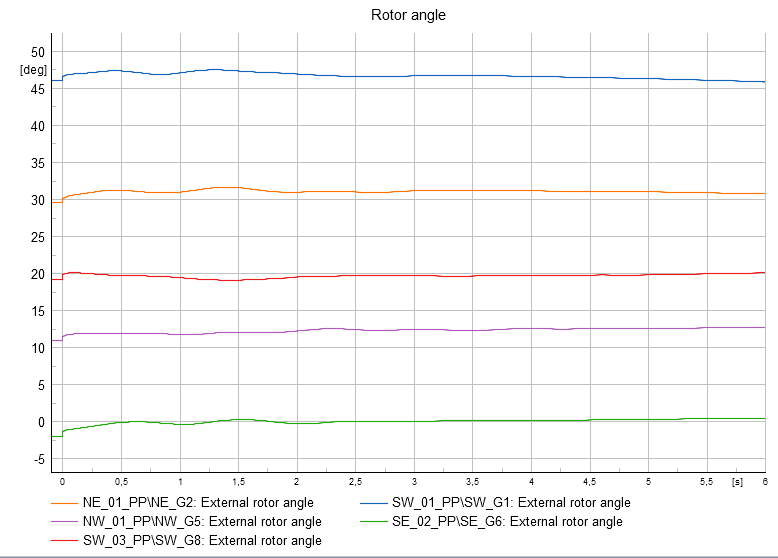 Rotor angle
50
[deg]
45
40
35
30
25
20
15
10
5
0
-5
0 0,5 1 1,5 2 2,5 3 3,5 4 4,5 5 5,5 [s] 6
NE_01_PP\NE_G2: External rotor angle SW_01_PP\SW_G1: External rotor angle
NW_01_PP\NW_G5: External rotor angle SE_02_PP\SE_G6: External rotor angle
SW_03_PP\SW_G8: External rotor angle